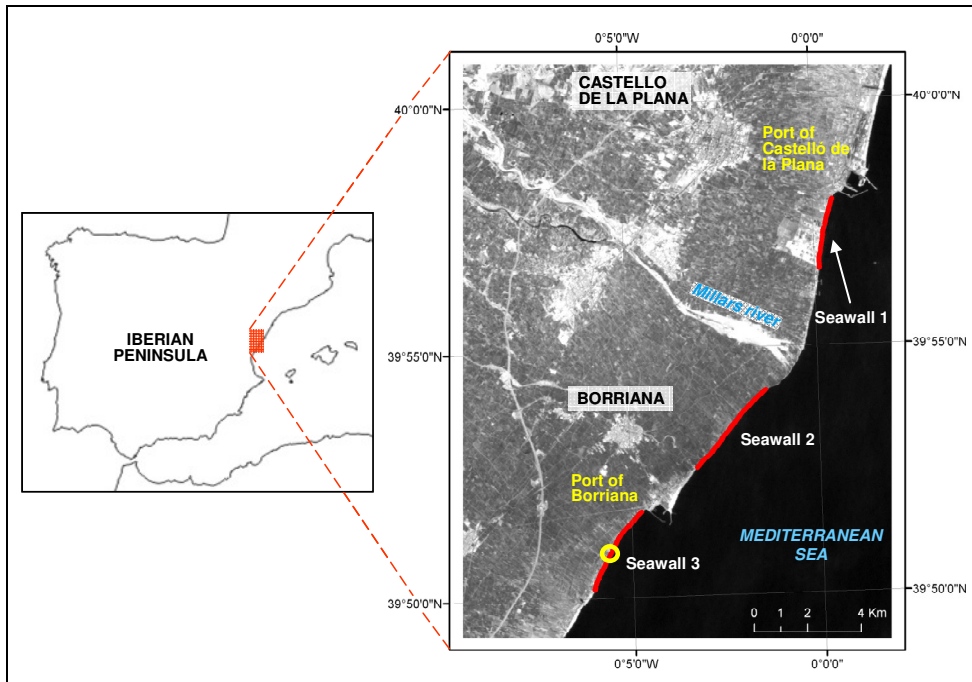 0°5'0"W
0°0'0"
CASTELLO
DE LA PLANA
40°0'0"N
40°0'0"N
Port of
Castelló de
la Plana
IBERIAN
PENINSULA
Millars river
Seawall 1
39°55'0"N
39°55'0"N
BORRIANA
Seawall 2
Port of
Borriana
MEDITERRANEAN
SEA
Seawall 3
39°50'0"N
39°50'0"N
0 1 2 4 Km
0°5'0"W
0°0'0"